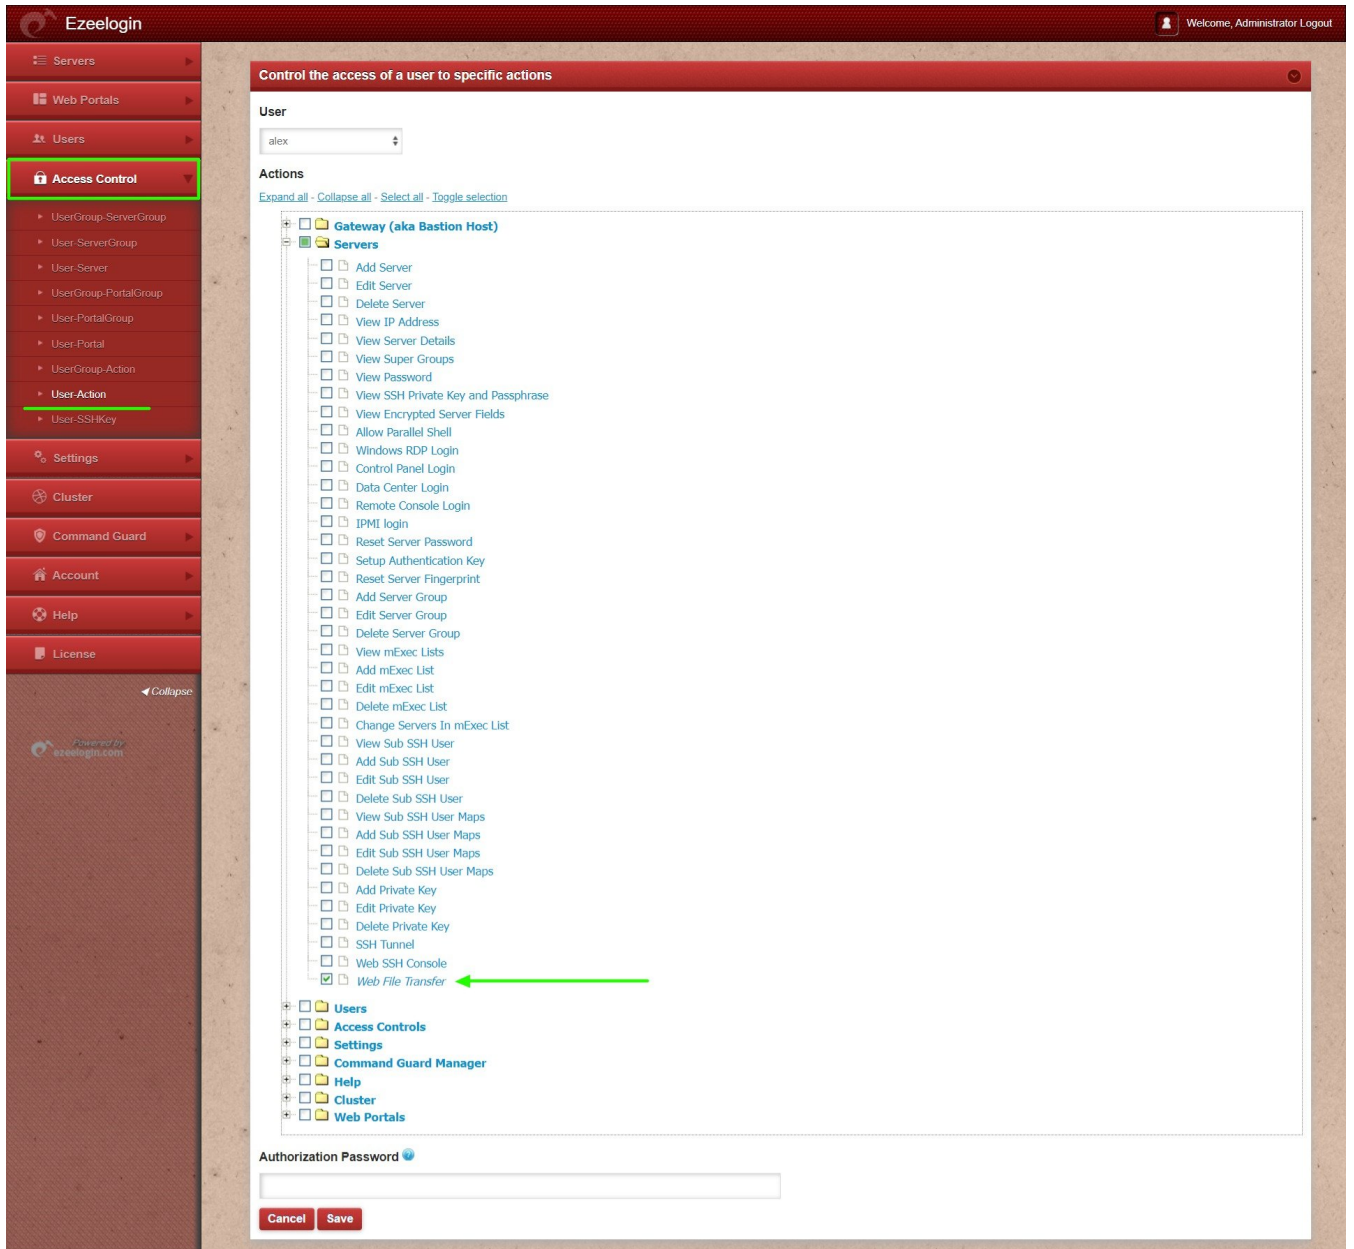 Ezeelogin
Welcome, Administrator Logout
Servers
Web Portals
Users
Access Control
UserGroup-ServerGroup
User-ServerGroup
User-Server
UserGroup-PortalGroup
User-PortalGroup
User-Portal
UserGroup-Action
User-Action
User-SSHKey
Settings
Cluster
Command Guard
Account
Help
License
Collapse
Powered by
ezeelogin.com
Control the access of a user to specific actions
User
alex
Actions
Expand all - Collapse all - Select all - Toggle selection
Gateway (aka Bastion Host)
Servers
Add Server
Edit Server
Delete Server
View IP Address
View Server Details
View Super Groups
View Password
View SSH Private Key and Passphrase
View Encrypted Server Fields
Allow Parallel Shell
Windows RDP Login
Control Panel Login
Data Center Login
Remote Console Login
IPMI login
Reset Server Password
Setup Authentication Key
Reset Server Fingerprint
Add Server Group
Edit Server Group
Delete Server Group
View mExec Lists
Add mExec List
Edit mExec List
Delete mExec List
Change Servers In mExec List
View Sub SSH User
Add Sub SSH User
Edit Sub SSH User
Delete Sub SSH User
View Sub SSH User Maps
Add Sub SSH User Maps
Edit Sub SSH User Maps
Delete Sub SSH User Maps
Add Private Key
Edit Private Key
Delete Private Key
SSH Tunnel
Web SSH Console
Web File Transfer
Users
Access Controls
Settings
Command Guard Manager
Help
Cluster
Web Portals
Authorization Password
Cancel Save